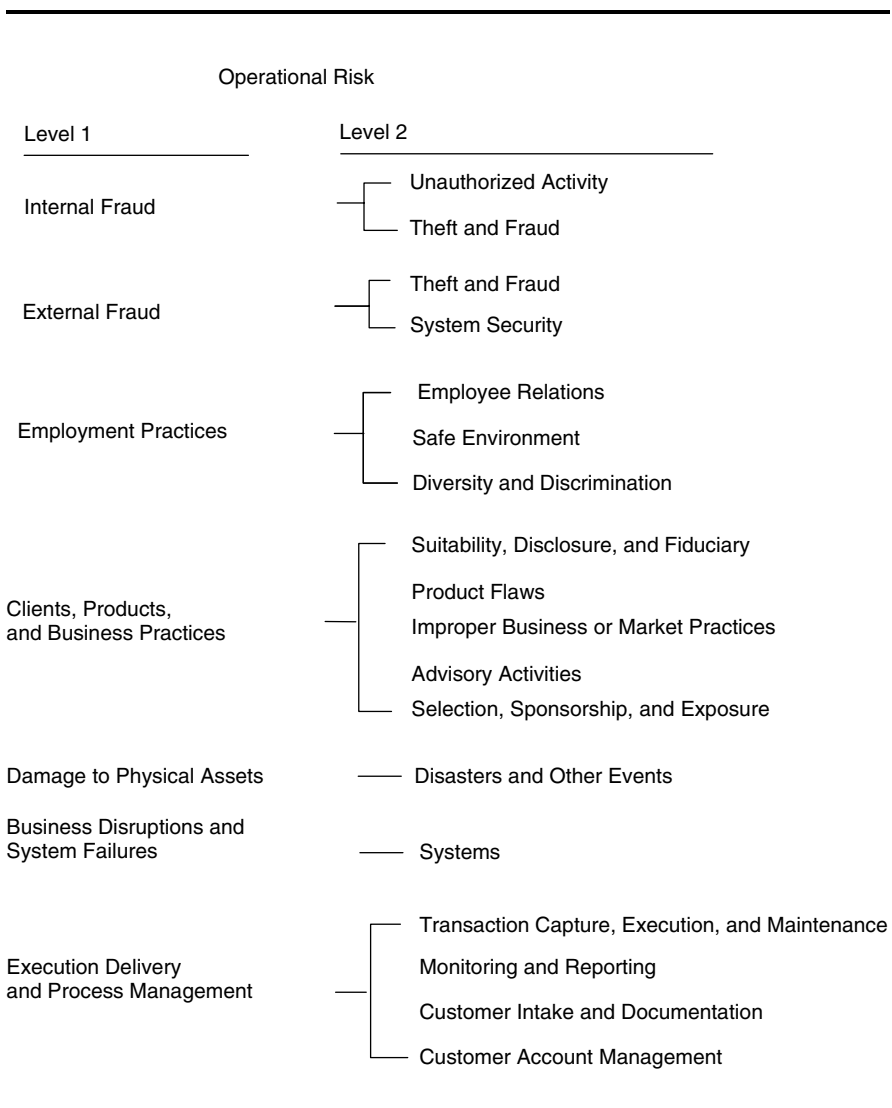 Operational Risk
Level 1
Level 2
Internal Fraud
Unauthorized Activity
Theft and Fraud
External Fraud
Theft and Fraud
System Security
Employment Practices
Employee Relations
Safe Environment
Diversity and Discrimination
Clients, Products,
and Business Practices
Suitability, Disclosure, and Fiduciary
Product Flaws
Improper Business or Market Practices
Advisory Activities
Selection, Sponsorship, and Exposure
Damage to Physical Assets
Disasters and Other Events
Business Disruptions and
System Failures
Systems
Execution Delivery
and Process Management
Transaction Capture, Execution, and Maintenance
Monitoring and Reporting
Customer Intake and Documentation
Customer Account Management